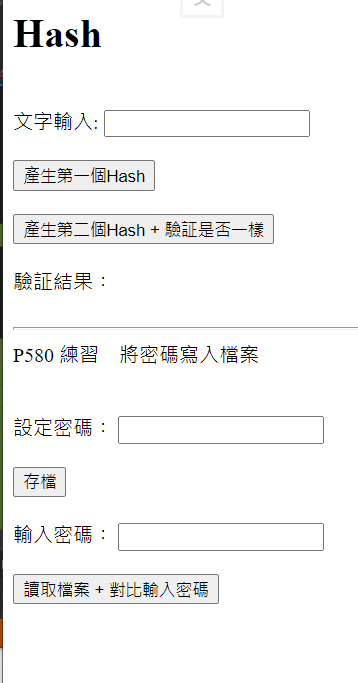 Hash
文字輸入:
產生第一個Hash
產生第二個Hash + 驗証是否一樣
驗証結果：
P580 練習　將密碼寫入檔案
設定密碼：
存檔
輸入密碼：
讀取檔案 + 對比輸入密碼